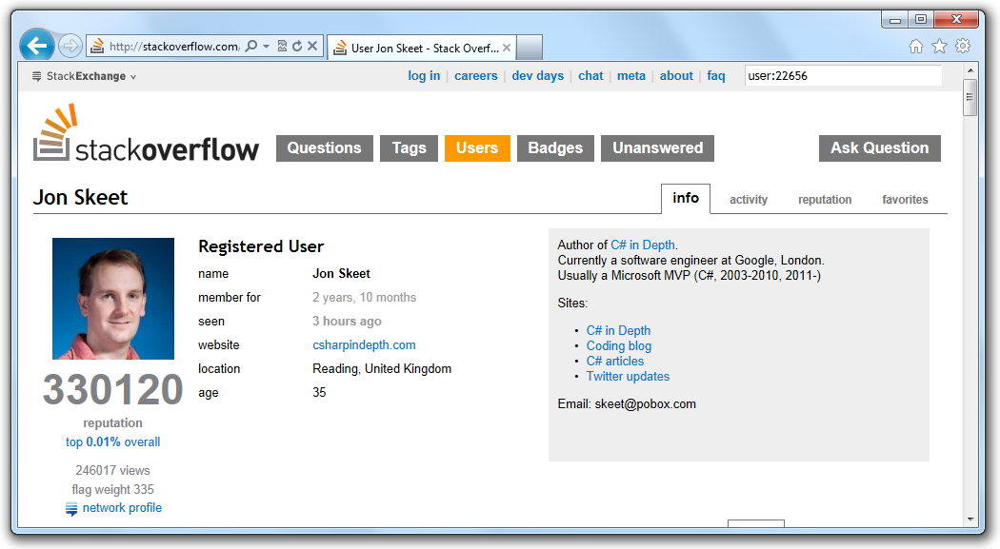 http://stackoverflow.com/
User Jon Skeet - Stack Overf...
StackExchange
log in | careers | dev days | chat | meta | about | faq
user:22656
stackoverflow
Questions
Tags
Users
Badges
Unanswered
Ask Question
Jon Skeet
info
activity
reputation
favorites
330120
reputation
top 0.01% overall
246017 views
flag weight 335
network profile
Registered User
name Jon Skeet
member for 2 years, 10 months
seen 3 hours ago
website csharpindepth.com
location Reading, United Kingdom
age 35
Author of C# in Depth.
Currently a software engineer at Google, London.
Usually a Microsoft MVP (C#, 2003-2010, 2011-)
Sites:
• C# in Depth
• Coding blog
• C# articles
• Twitter updates
Email: skeet@pobox.com